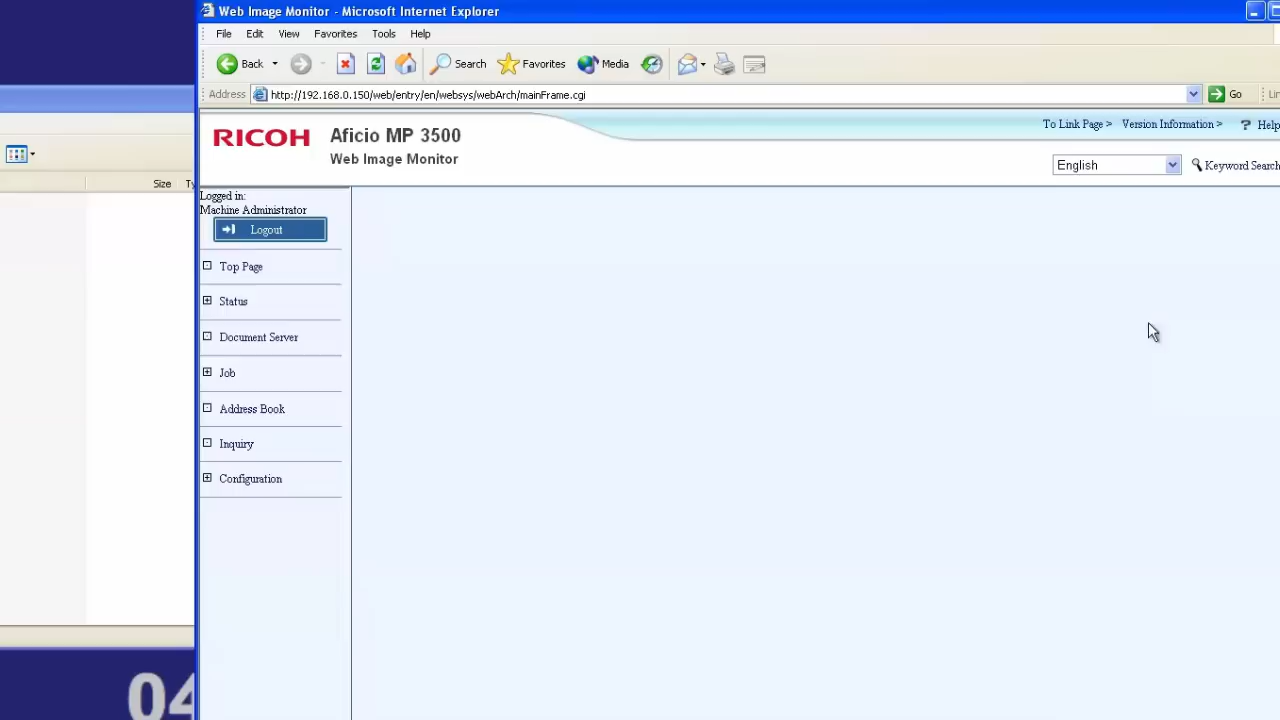 Web Image Monitor - Microsoft Internet Explorer
File Edit View Favorites Tools Help
Back Search Favorites Media
Address http://192.168.0.150/web/entry/en/websys/webArch/mainFrame.cgi Go
RICOH Aficio MP 3500
Web Image Monitor
To Link Page > Version Information > ? Help
English Keyword Search
Size
Logged in:
Machine Administrator
Logout
Top Page
Status
Document Server
Job
Address Book
Inquiry
Configuration
04